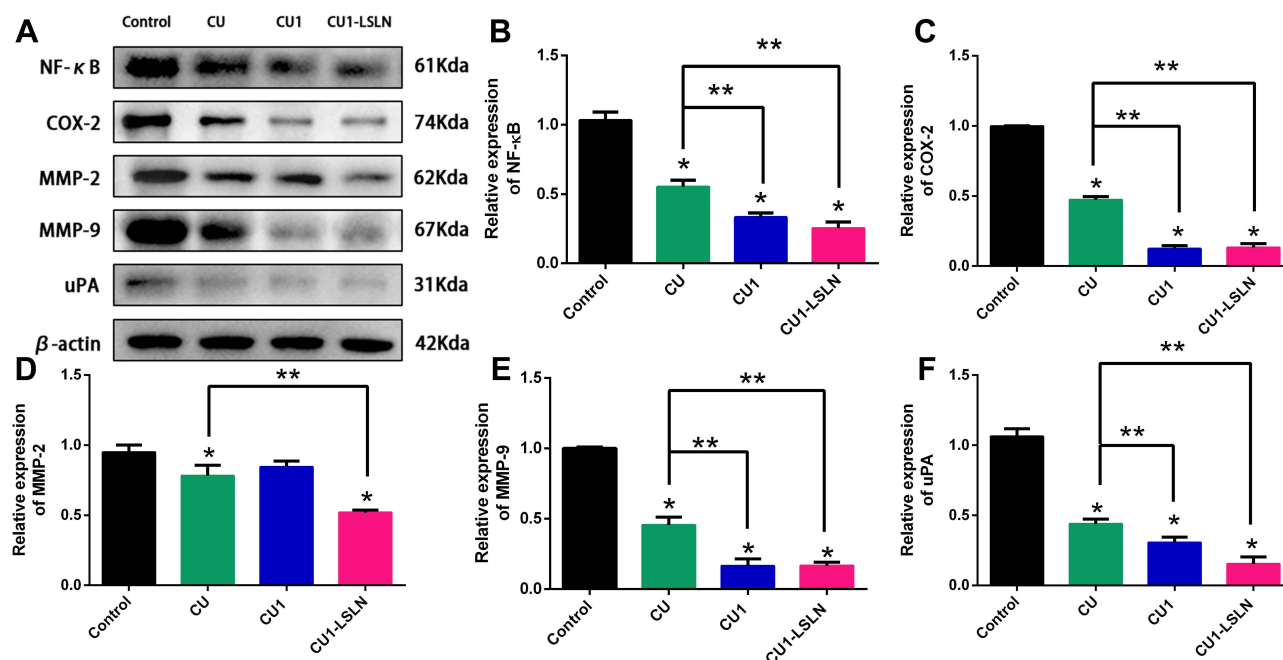 A
Control CU CU1 CU1-LSLN
NF-κB 61Kda
COX-2 74Kda
MMP-2 62Kda
MMP-9 67Kda
uPA 31Kda
β-actin 42Kda
B
Relative expression
of NF-κB
1.5
1.0
0.5
0.0
**
**
*
*
*
Control CU CU1 CU1-LSLN
C
Relative expression
of COX-2
1.5
1.0
0.5
0.0
**
**
*
*
*
Control CU CU1 CU1-LSLN
D
Relative expression
of MMP-2
1.5
1.0
0.5
0.0
**
*
*
Control CU CU1 CU1-LSLN
E
Relative expression
of MMP-9
1.5
1.0
0.5
0.0
**
**
*
*
*
Control CU CU1 CU1-LSLN
F
Relative expression
of uPA
1.5
1.0
0.5
0.0
**
**
*
*
*
Control CU CU1 CU1-LSLN